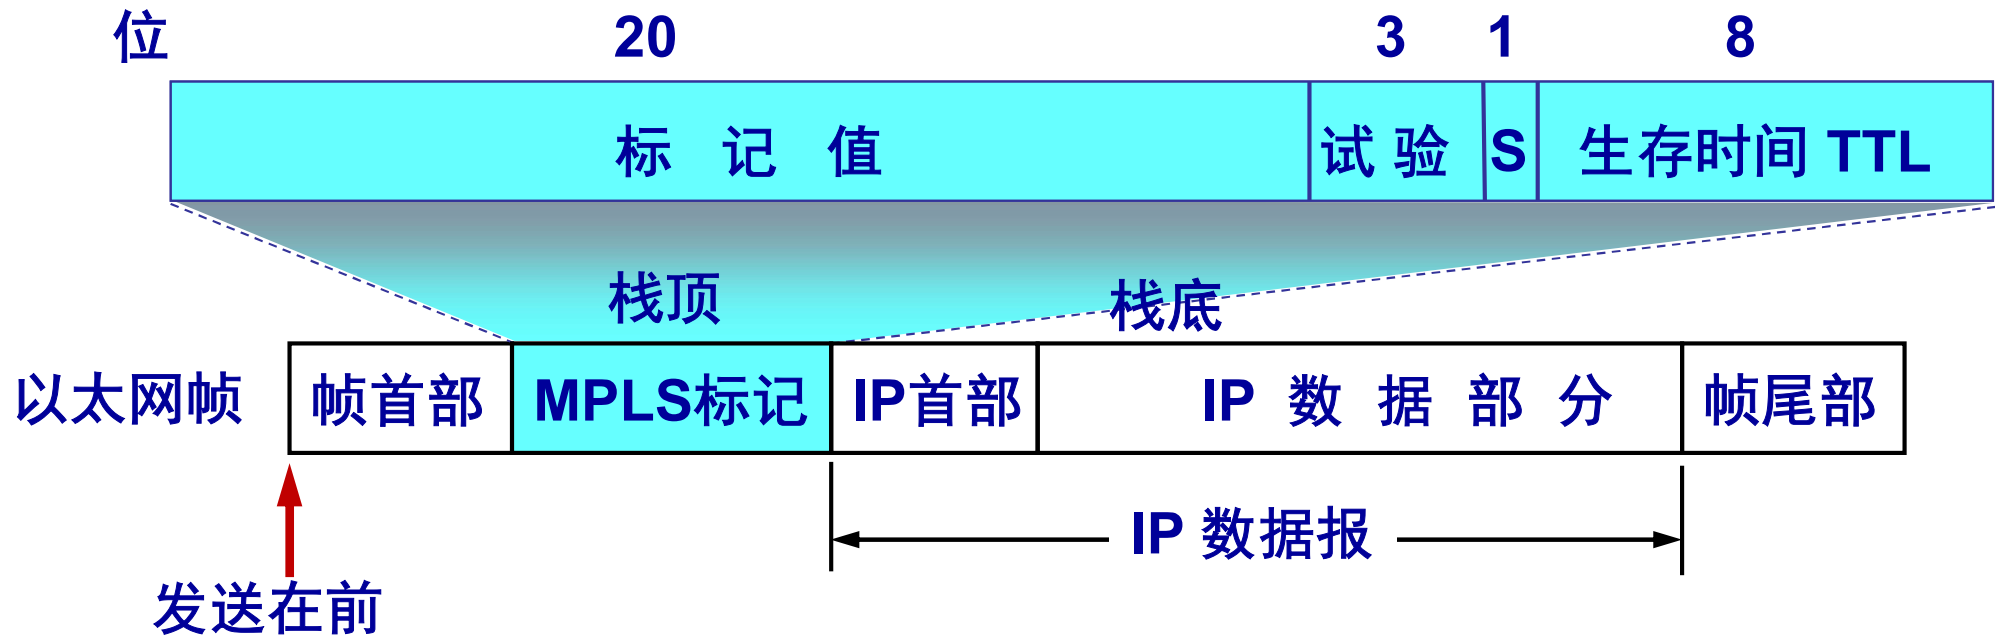 位 20 3 1 8
标 记 值 试 验 S 生存时间 TTL
栈顶 栈底
以太网帧 帧首部 MPLS标记 IP首部 IP 数 据 部 分 帧尾部
IP 数据报
发送在前